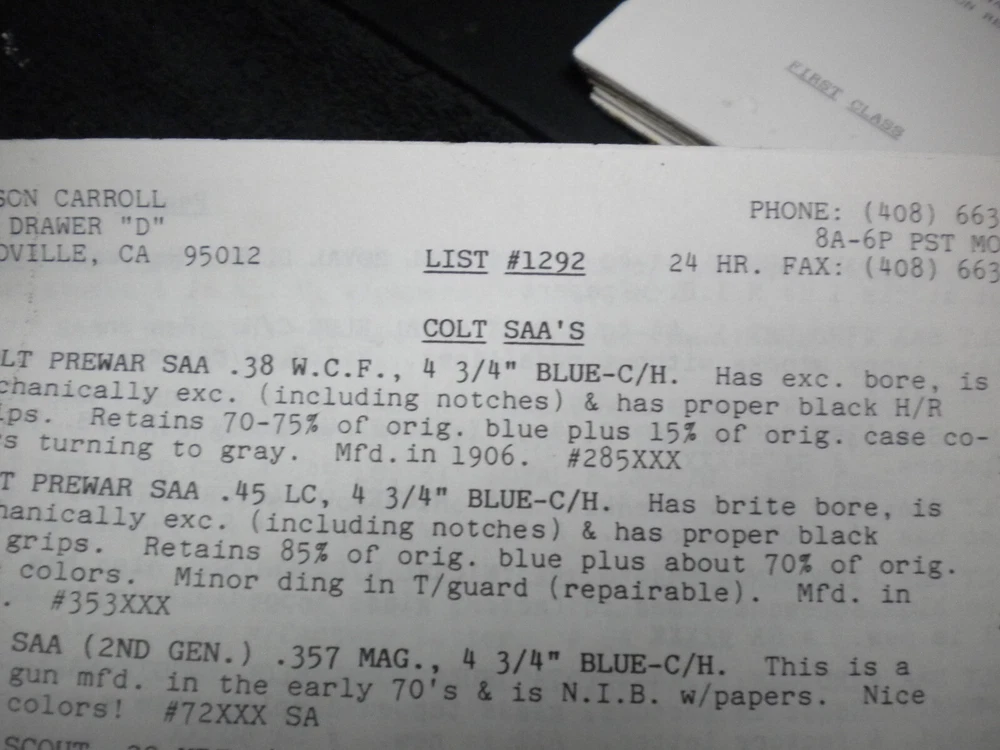 FIRST CLASS
SON CARROLL
DRAWER "D"
OVILLE, CA 95012
LIST #1292
PHONE: (408) 663
8A-6P PST MO
24 HR. FAX: (408) 663
COLT SAA'S
LT PREWAR SAA .38 W.C.F., 4 3/4" BLUE-C/H. Has exc. bore, is
chanically exc. (including notches) & has proper black H/R
ips. Retains 70-75% of orig. blue plus 15% of orig. case co-
s turning to gray. Mfd. in 1906. #285XXX
T PREWAR SAA .45 LC, 4 3/4" BLUE-C/H. Has brite bore, is
hanically exc. (including notches) & has proper black
grips. Retains 85% of orig. blue plus about 70% of orig.
colors. Minor ding in T/guard (repairable). Mfd. in
. #353XXX
SAA (2ND GEN.) .357 MAG., 4 3/4" BLUE-C/H. This is a
gun mfd. in the early 70's & is N.I.B. w/papers. Nice
colors! #72XXX SA
SCOUT